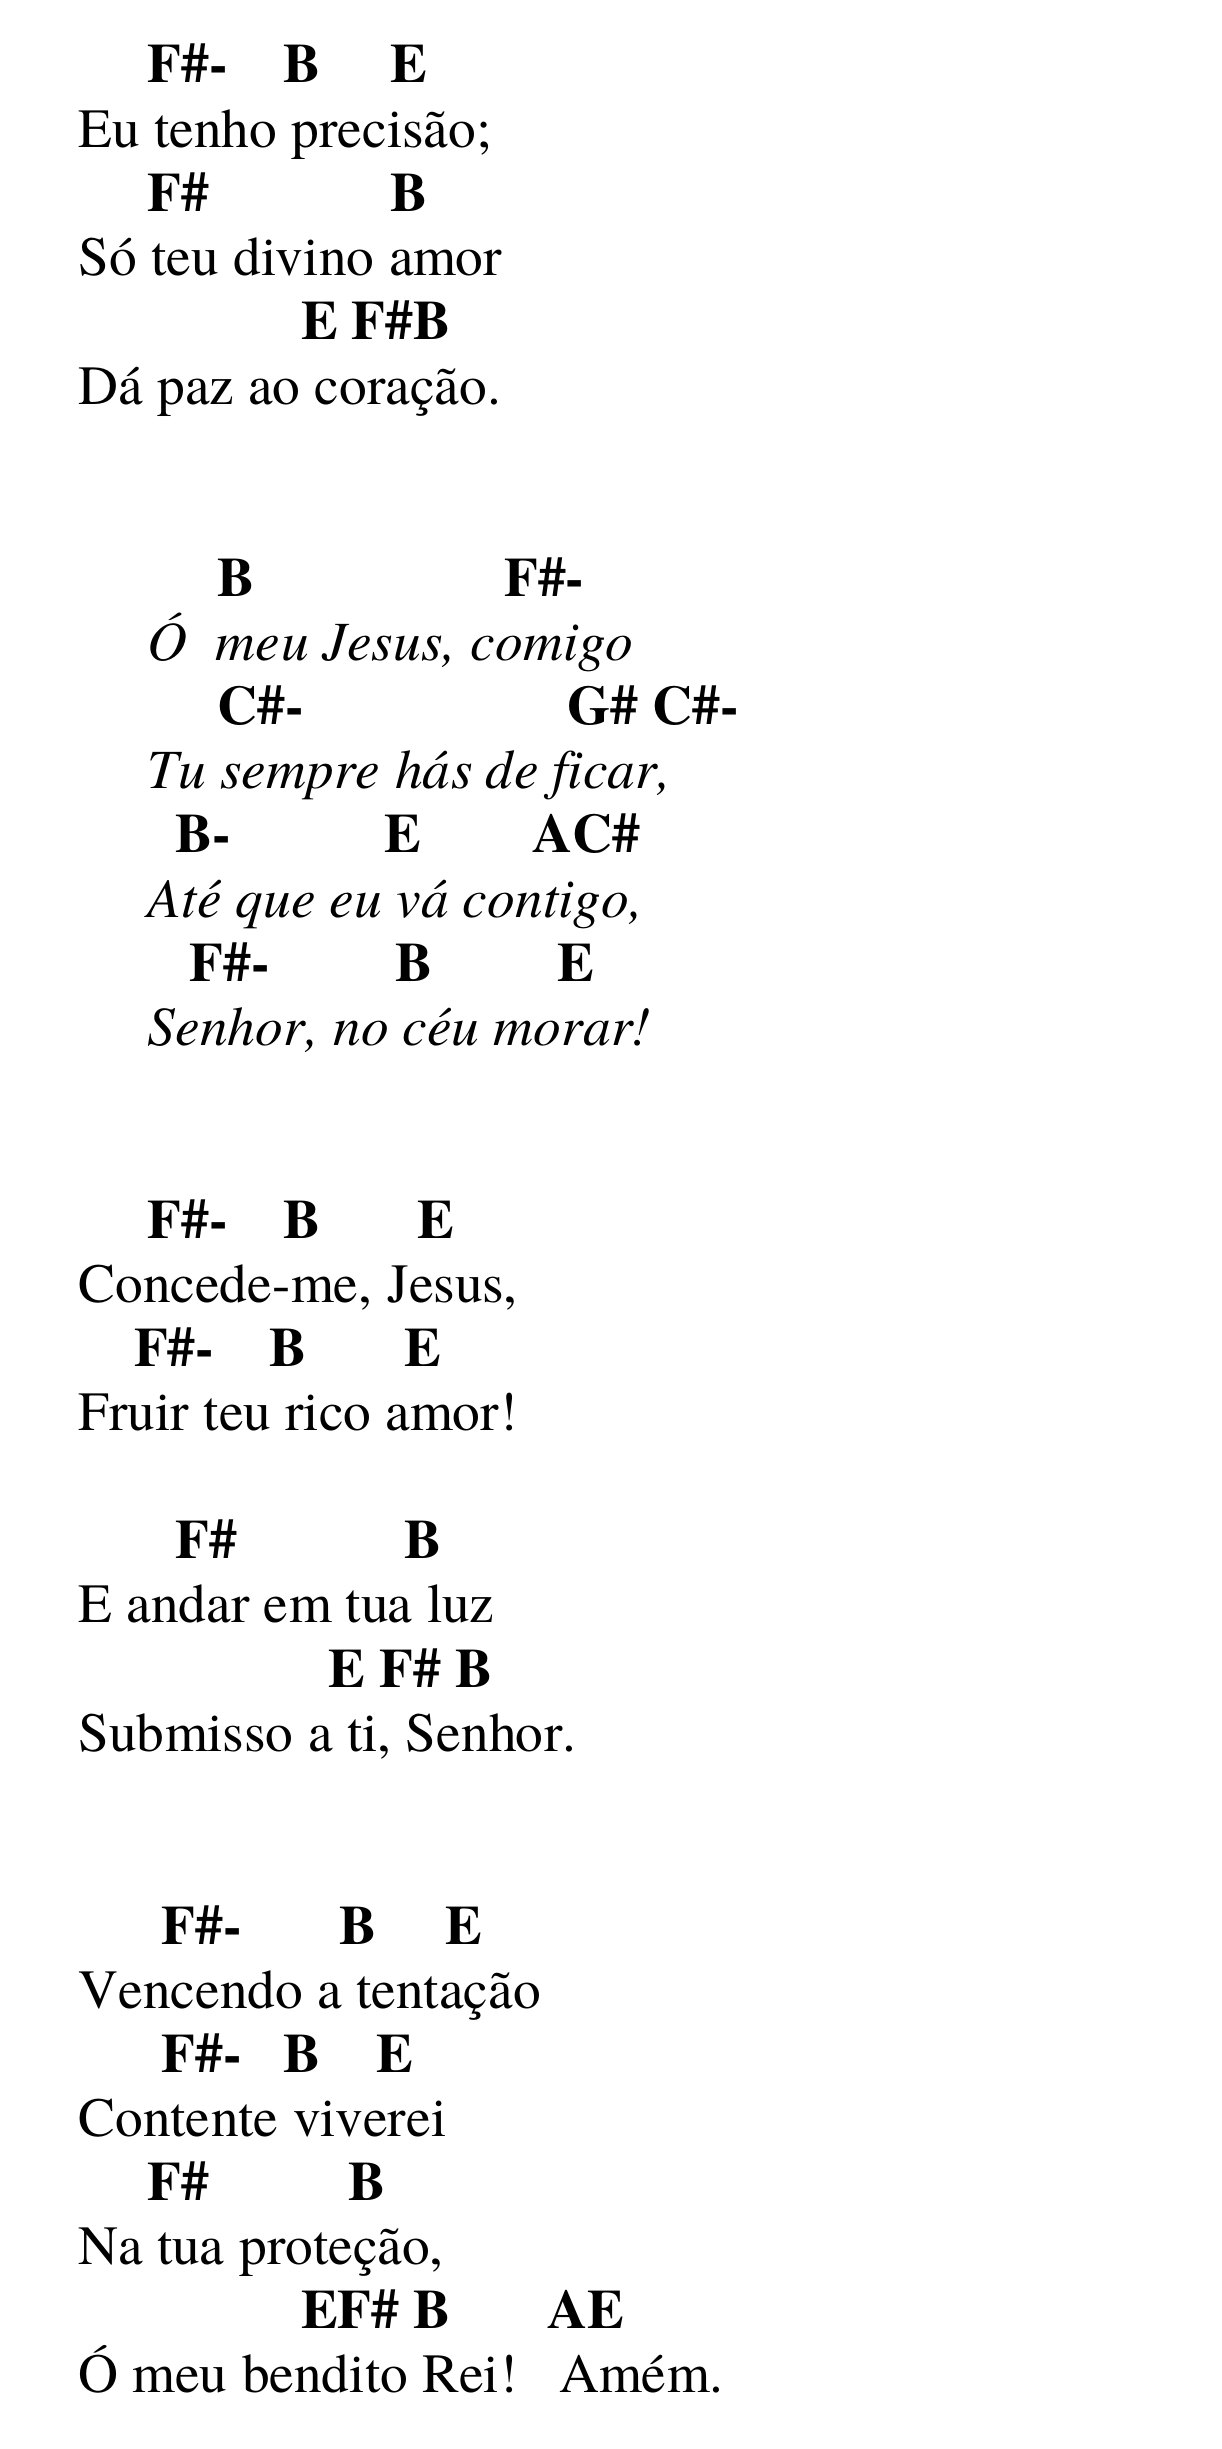 F#- B E
Eu tenho precisão;
F# B
Só teu divino amor
E F#B
Dá paz ao coração.
B F#-
Ó meu Jesus, comigo
C#- G# C#-
Tu sempre hás de ficar,
B- E AC#
Até que eu vá contigo,
F#- B E
Senhor, no céu morar!
F#- B E
Concede-me, Jesus,
F#- B E
Fruir teu rico amor!
F# B
E andar em tua luz
E F# B
Submisso a ti, Senhor.
F#- B E
Vencendo a tentação
F#- B E
Contente viverei
F# B
Na tua proteção,
EF# B AE
Ó meu bendito Rei! Amém.